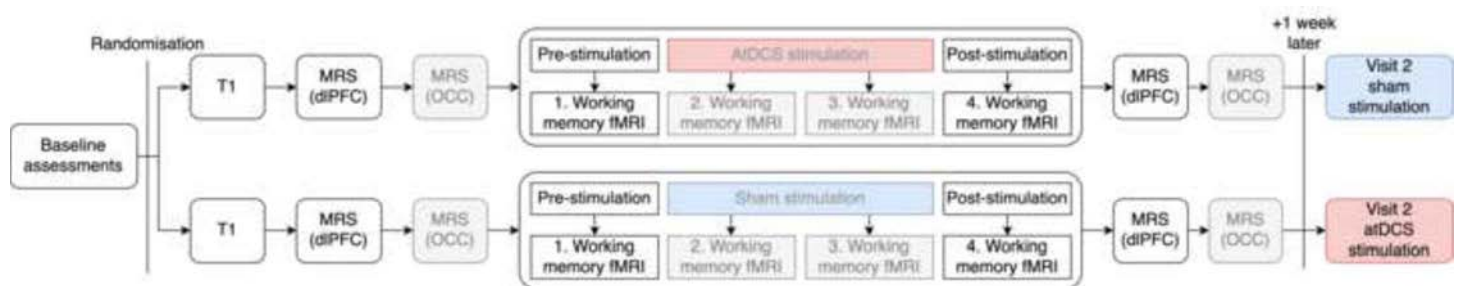 Randomisation
+1 week
later
Baseline
assessments
T1
MRS
(dlPFC)
MRS
(OCC)
Pre-stimulation
AtDCS stimulation
Post-stimulation
1. Working
memory fMRI
2. Working
memory fMRI
3. Working
memory fMRI
4. Working
memory fMRI
MRS
(dlPFC)
MRS
(OCC)
Visit 2
sham
stimulation
T1
MRS
(dlPFC)
MRS
(OCC)
Pre-stimulation
Sham stimulation
Post-stimulation
1. Working
memory fMRI
2. Working
memory fMRI
3. Working
memory fMRI
4. Working
memory fMRI
MRS
(dlPFC)
MRS
(OCC)
Visit 2
atDCS
stimulation